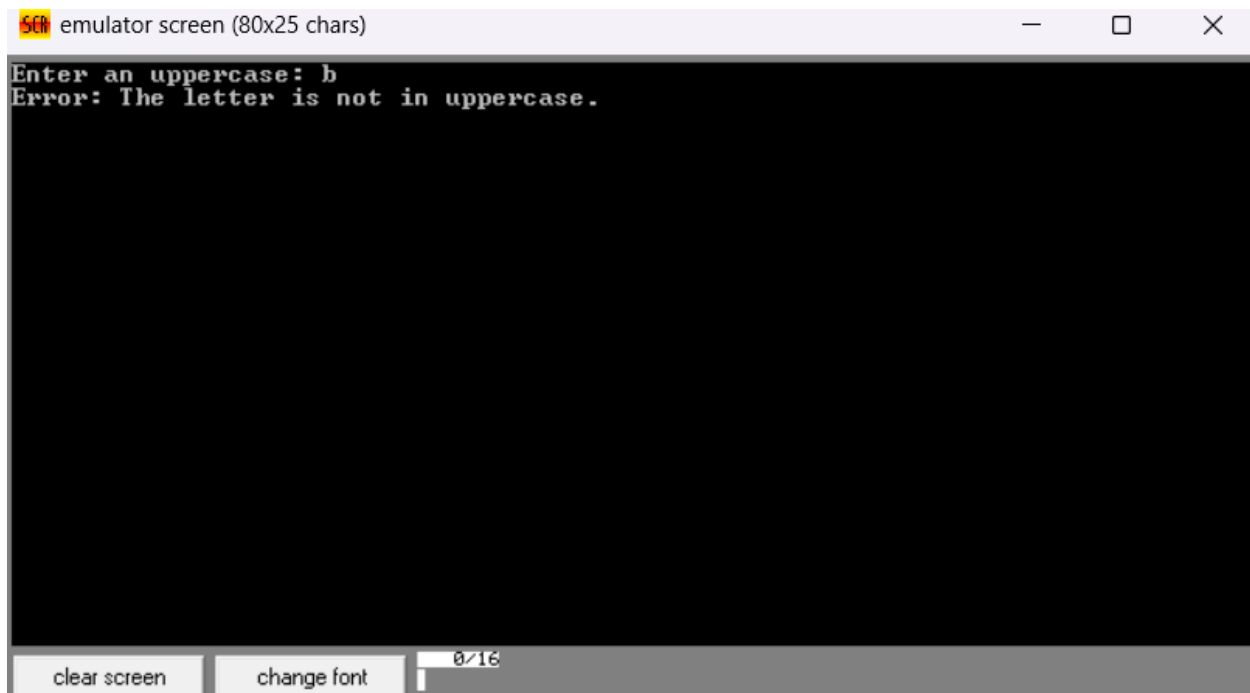 SCR emulator screen (80x25 chars)
Enter an uppercase: b
Error: The letter is not in uppercase.
clear screen
change font
0/16